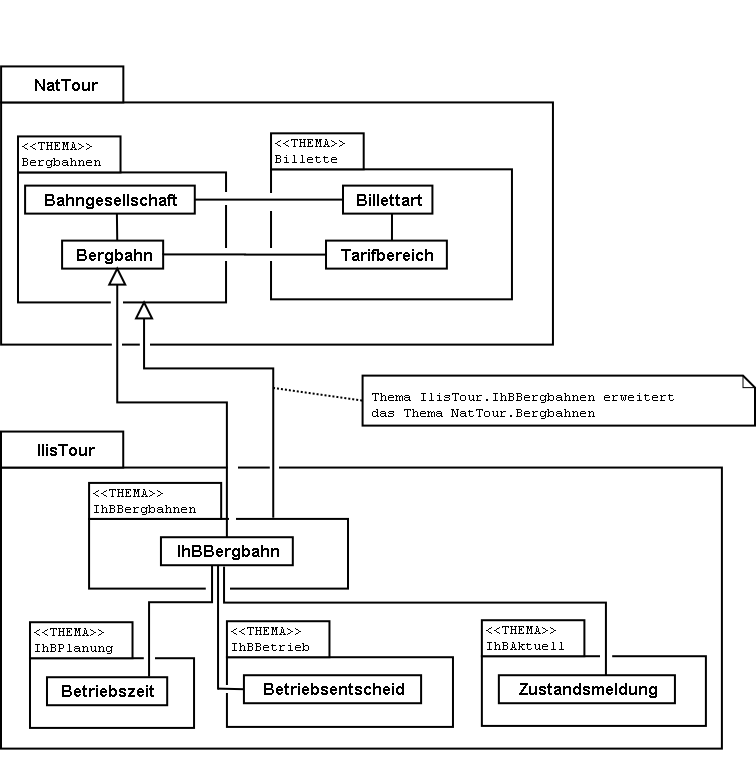 NatTour
<<THEMA>>
Bergbahnen
<<THEMA>>
Billette
Bahngesellschaft
Billettart
Bergbahn
Tarifbereich
Thema IlisTour.IhBBergbahnen erweitert
das Thema NatTour.Bergbahnen
IlisTour
<<THEMA>>
IhBBergbahnen
IhBBergbahn
<<THEMA>>
IhBPlanung
<<THEMA>>
IhBBetrieb
<<THEMA>>
IhBAktuell
Betriebszeit
Betriebsentscheid
Zustandsmeldung